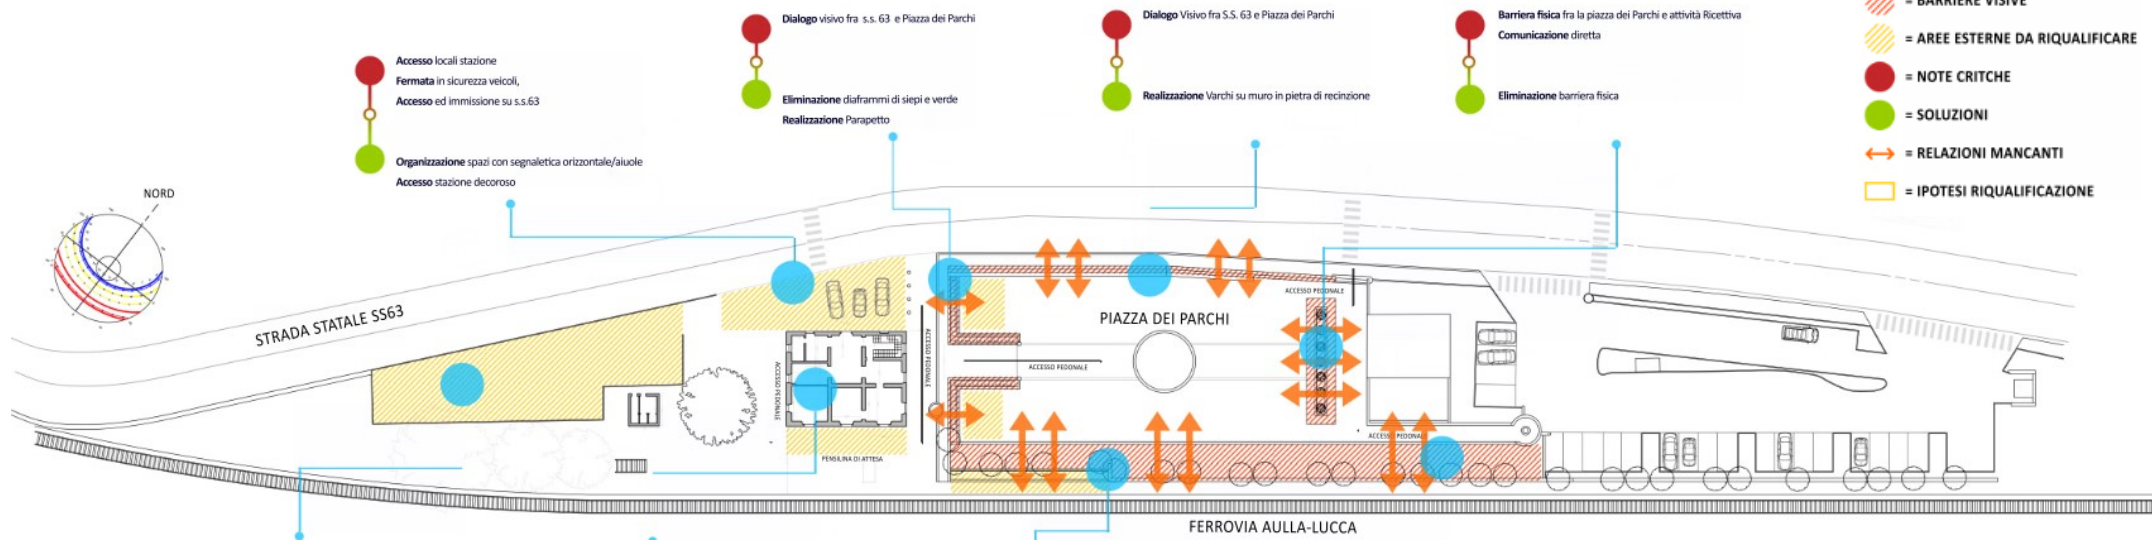 Dialogo visivo fra s.s. 63 e Piazza dei Parchi
Eliminazione diaframmi di siepi e verde
Realizzazione Parapetto
Dialogo Visivo fra S.S. 63 e Piazza dei Parchi
Realizzazione Varchi su muro in pietra di recinzione
Barriera fisica fra la piazza dei Parchi e attività Ricettiva
Comunicazione diretta
Eliminazione barriera fisica
Accesso locali stazione
Fermata in sicurezza veicoli,
Accesso ed immissione su s.s.63
Organizzazione spazi con segnaletica orizzontale/aiuole
Accesso stazione decoroso
= BARRIERE VISIVE
= AREE ESTERNE DA RIQUALIFICARE
= NOTE CRITCHE
= SOLUZIONI
= RELAZIONI MANCANTI
= IPOTESI RIQUALIFICAZIONE
NORD
STRADA STATALE SS63
ACCESSO PEDONALE
PENSILINA DI ATTESA
ACCESSO PEDONALE
PIAZZA DEI PARCHI
ACCESSO PEDONALE
ACCESSO PEDONALE
ACCESSO PEDONALE
FERROVIA AULLA-LUCCA